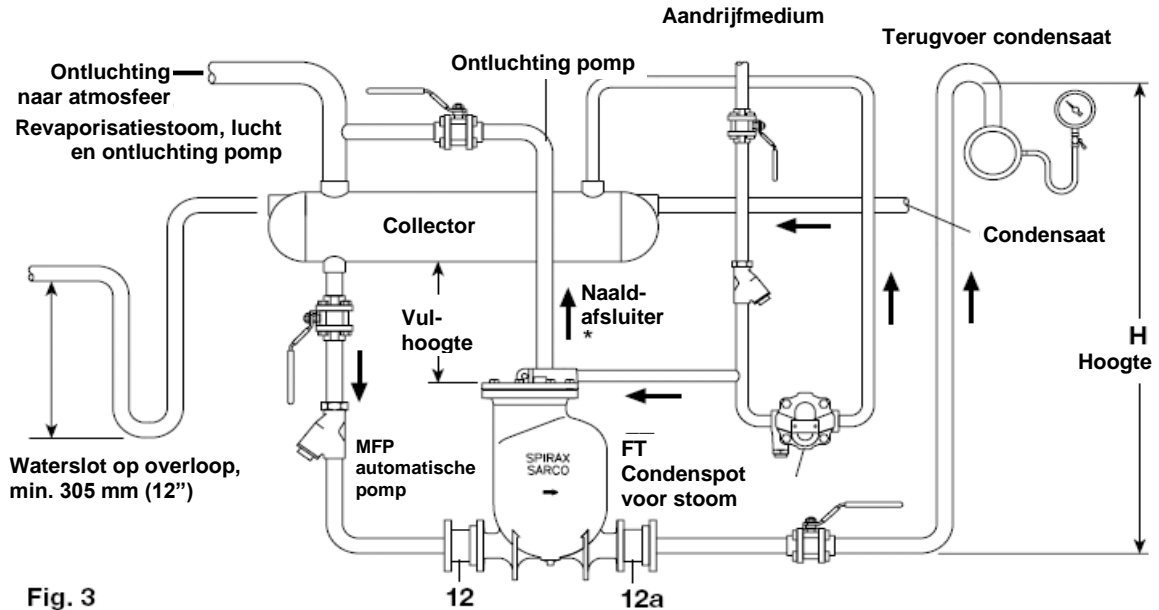 Aandrijfmedium
Terugvoer condensaat
Ontluchting
naar atmosfeer
Ontluchting pomp
Revaporisatiestoom, lucht
en ontluchting pomp
Collector
Condensaat
Vul-
hoogte
Naald-
afsluiter
*
H
Hoogte
MFP
automatische
pomp
SPIRAX
SARCO
FT
Condenspot
voor stoom
Waterslot op overloop,
min. 305 mm (12”)
Fig. 3
12
12a